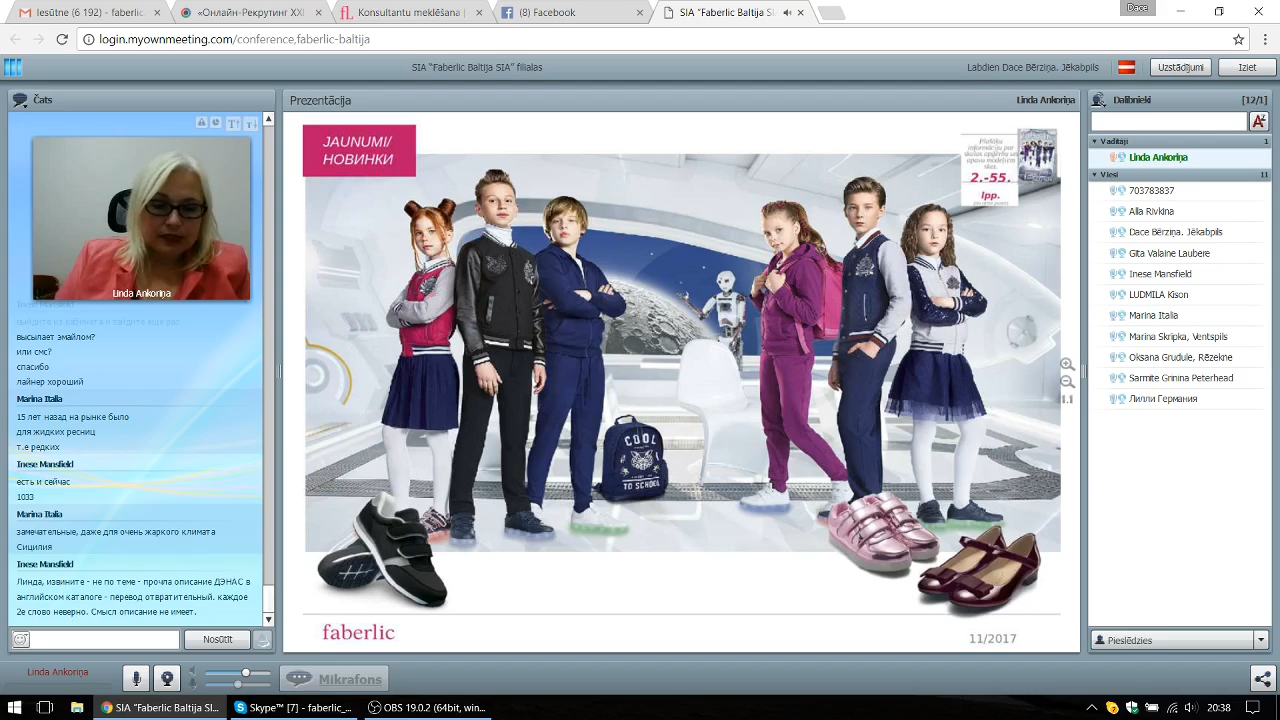 Iesūtne (6 192) - faberlic.
«Онлайн-Рекрутинг XXI
Konsultantu meklēšana |
(8) Facebook
SIA "Faberlic Baltija SI
Dace
login.myownmeeting.com/conference,faberlic-baltija
SIA "Faberlic Baltija SIA" filiālas
Labdien Dace Bērziņa. Jēkabpils
Uzstādījumi
Iziet
Čats
Linda Ankoriņa
Inese Mansfield
выйдите из кабинета и зайдите еще раз
высылает эмайлом?
или смс?
спасибо
лайнер хороший
Marina Italia
15 лет назад на рынке было
для жидких ресниц
т.е редких
Inese Mansfield
есть и сейчас
1033
Marina Italia
замечательные, даже для очень жаркого климата
Сицилия
Inese Mansfield
Линда, извините - не по теме - прочла описание ДЭНАС в
английском каталоге - перевод отвратительный. каждое
2е слово неверно. Смысл описание не имеет.
Nosūtīt
Prezentācija
Linda Ankoriņa
JAUNUMI/
НОВИНКИ
2.-55.
lpp.
COOL
TO SCHOOL
1:1
faberlic
11/2017
Dalībnieki
[12/1]
Vadītāji
1
Linda Ankoriņa
Viesi
11
703783837
Alla Rivkina
Dace Bērziņa. Jēkabpils
Gita Valaine Laubere
Inese Mansfield
LUDMILA Kison
Marina Italia
Marina Skripka, Ventspils
Oksana Grudule, Rēzekne
Sarmite Grinina Peterhead
Лилли Германия
Pieslēdzies
Linda Ankoriņa
Mikrafons
SIA "Faberlic Baltija SI...
Skype™ [7] - faberlic_...
OBS 19.0.2 (64bit, win...
20:38